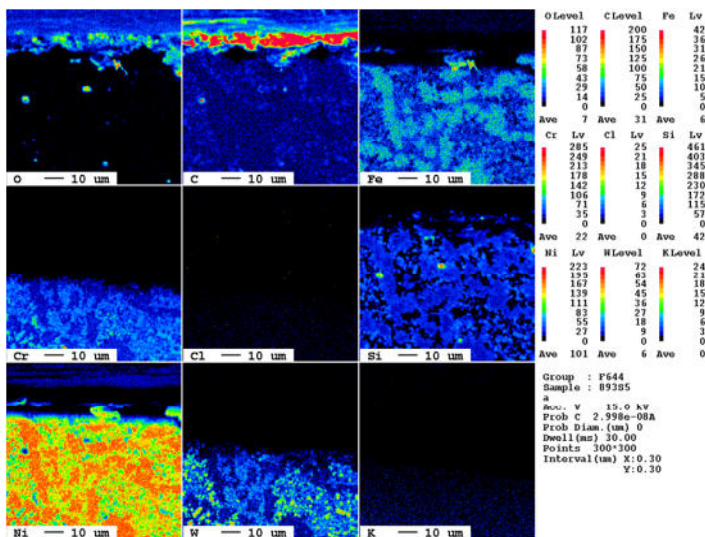 O 10 um
C 10 um
Fe 10 um
Cr 10 um
Cl 10 um
Si 10 um
Ni 10 um
W 10 um
K 10 um
O Level C Level Fe Lv
117 200 42
102 175 36
87 150 31
73 125 26
58 100 21
43 75 15
29 50 10
14 25 5
0 0 0
Ave 7 Ave 31 Ave 6
Cr Lv Cl Lv Si Lv
285 25 461
249 21 403
213 18 345
178 15 288
142 12 230
106 9 172
71 6 115
35 3 57
0 0 0
Ave 22 Ave 0 Ave 42
Ni Lv W Level K Level
223 72 24
195 63 21
167 54 18
139 45 15
111 36 12
83 27 9
55 18 6
27 9 3
0 0 0
Ave 101 Ave 6 Ave 0
Group : F644
Sample : 89385
a
Acc. V 15.0 kV
Prob C 2.998e-08A
Prob Diam.(um) 0
Dwell(ms) 30.00
Points 300*300
Interval(um) X:0.30
Y:0.30